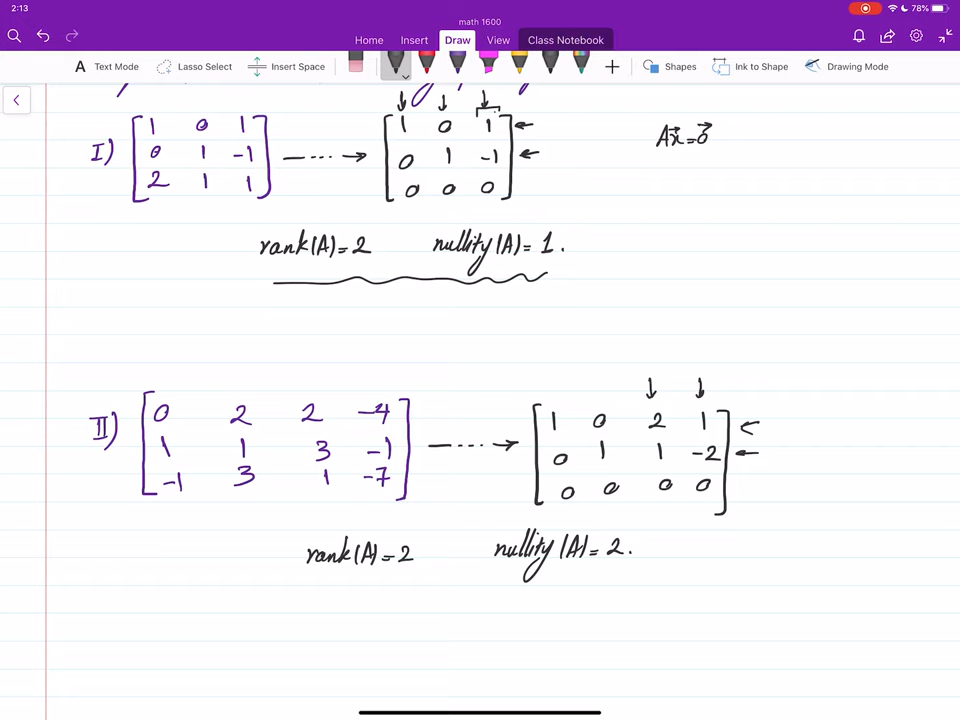 2:13
78%
math 1600
Home Insert Draw View Class Notebook
Text Mode Lasso Select Insert Space Shapes Ink to Shape Drawing Mode
I) [1 0 1] [1 0 1] Ax⃗=0⃗
[0 1 -1] ---····→ [0 1 -1]
[2 1 1] [0 0 0]
rank(A)=2 nullity(A)=1.
II) [0 2 2 -4] [1 0 2 1]
[1 1 3 -1] —····→ [0 1 1 -2]
[-1 3 1 -7] [0 0 0 0]
rank(A)=2 nullity(A)=2.